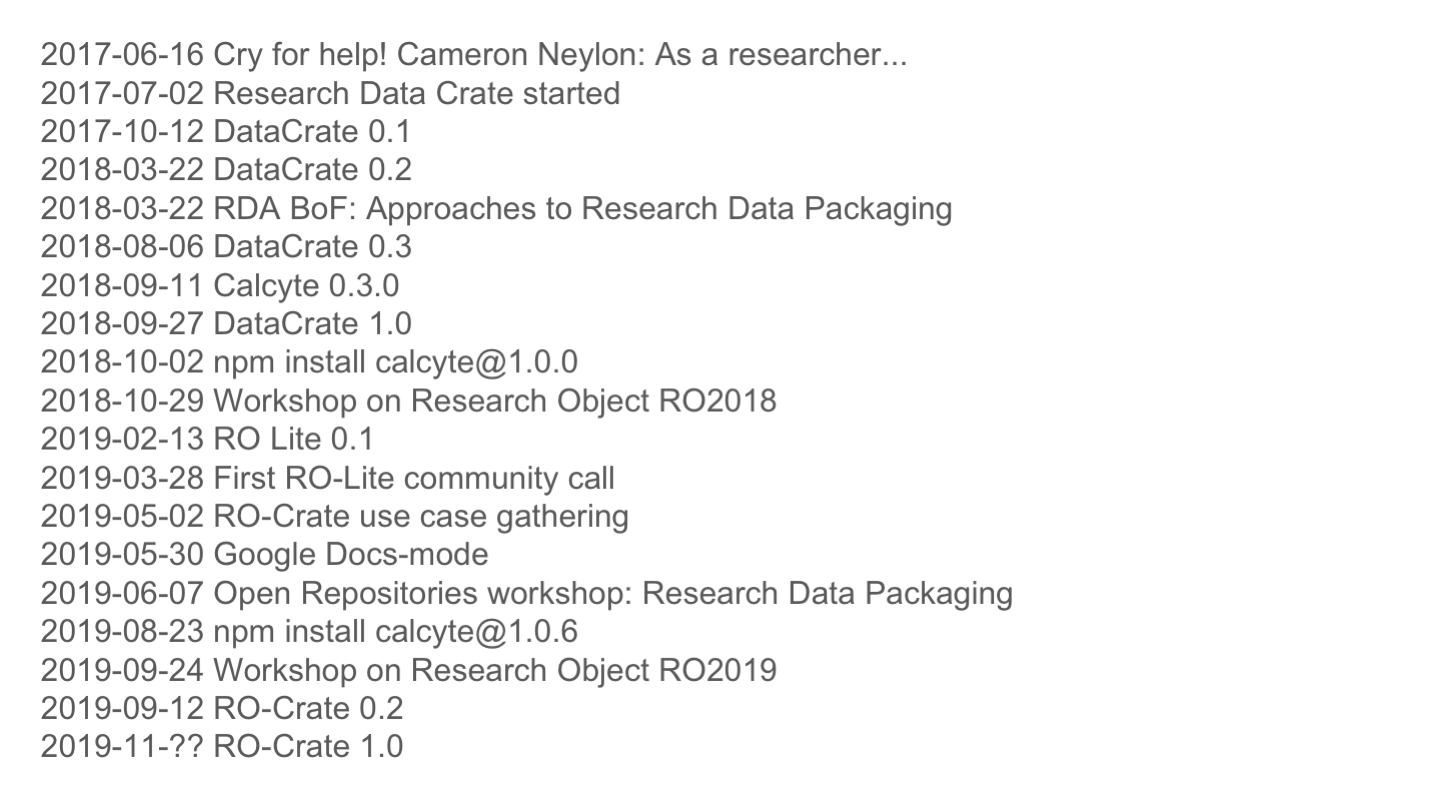 2017-06-16 Cry for help! Cameron Neylon: As a researcher...
2017-07-02 Research Data Crate started
2017-10-12 DataCrate 0.1
2018-03-22 DataCrate 0.2
2018-03-22 RDA BoF: Approaches to Research Data Packaging
2018-08-06 DataCrate 0.3
2018-09-11 Calcyte 0.3.0
2018-09-27 DataCrate 1.0
2018-10-02 npm install calcyte@1.0.0
2018-10-29 Workshop on Research Object RO2018
2019-02-13 RO Lite 0.1
2019-03-28 First RO-Lite community call
2019-05-02 RO-Crate use case gathering
2019-05-30 Google Docs-mode
2019-06-07 Open Repositories workshop: Research Data Packaging
2019-08-23 npm install calcyte@1.0.6
2019-09-24 Workshop on Research Object RO2019
2019-09-12 RO-Crate 0.2
2019-11-?? RO-Crate 1.0